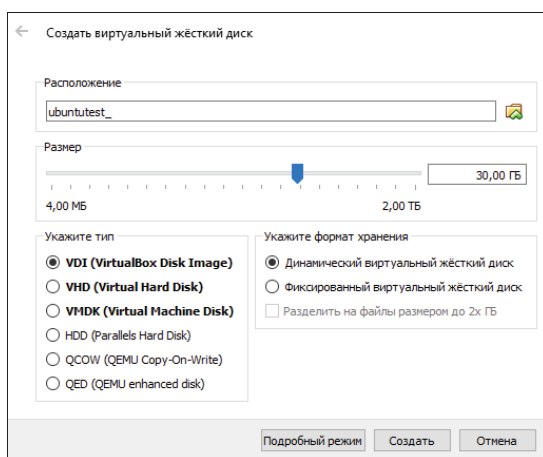 Создать виртуальный жёсткий диск
Расположение
ubuntutest_
Размер
30,00 ГБ
4,00 МБ 2,00 ТБ
Укажите тип
VDI (VirtualBox Disk Image)
VHD (Virtual Hard Disk)
VMDK (Virtual Machine Disk)
HDD (Parallels Hard Disk)
QCOW (QEMU Copy-On-Write)
QED (QEMU enhanced disk)
Укажите формат хранения
Динамический виртуальный жёсткий диск
Фиксированный виртуальный жёсткий диск
Разделить на файлы размером до 2х ГБ
Подробный режим Создать Отмена